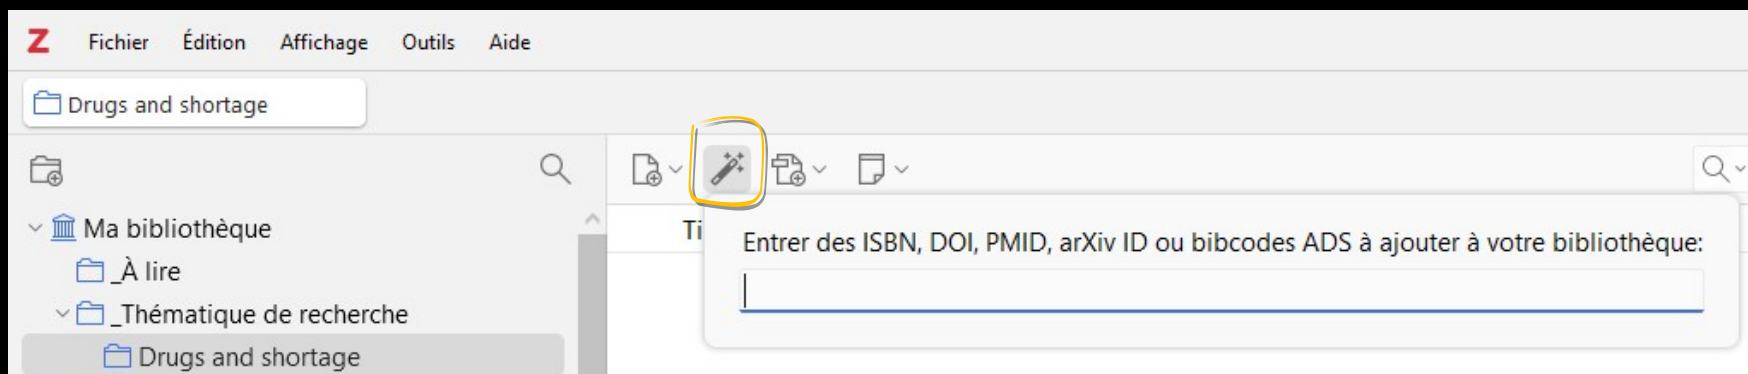 Z Fichier Édition Affichage Outils Aide
Drugs and shortage
Ma bibliothèque
_À lire
_Thématique de recherche
Drugs and shortage
Ti
Entrer des ISBN, DOI, PMID, arXiv ID ou bibcodes ADS à ajouter à votre bibliothèque: